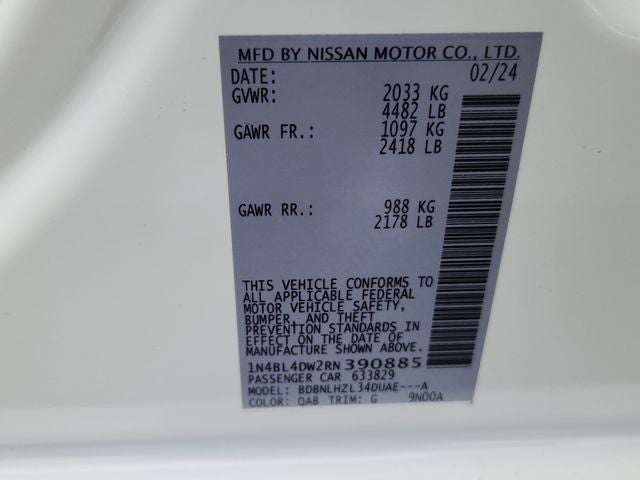 MFD BY NISSAN MOTOR CO., LTD.
DATE: 02/24
GVWR: 2033 KG
4482 LB
GAWR FR.: 1097 KG
2418 LB
GAWR RR.: 988 KG
2178 LB
THIS VEHICLE CONFORMS TO
ALL APPLICABLE FEDERAL
MOTOR VEHICLE SAFETY,
BUMPER, AND THEFT
PREVENTION STANDARDS IN
EFFECT ON THE DATE OF
MANUFACTURE SHOWN ABOVE.
1N4BL4DW2RN390885
PASSENGER CAR 633829
MODEL: BDBNLHZL34DUAE---A
COLOR: QAB TRIM: G 9N00A